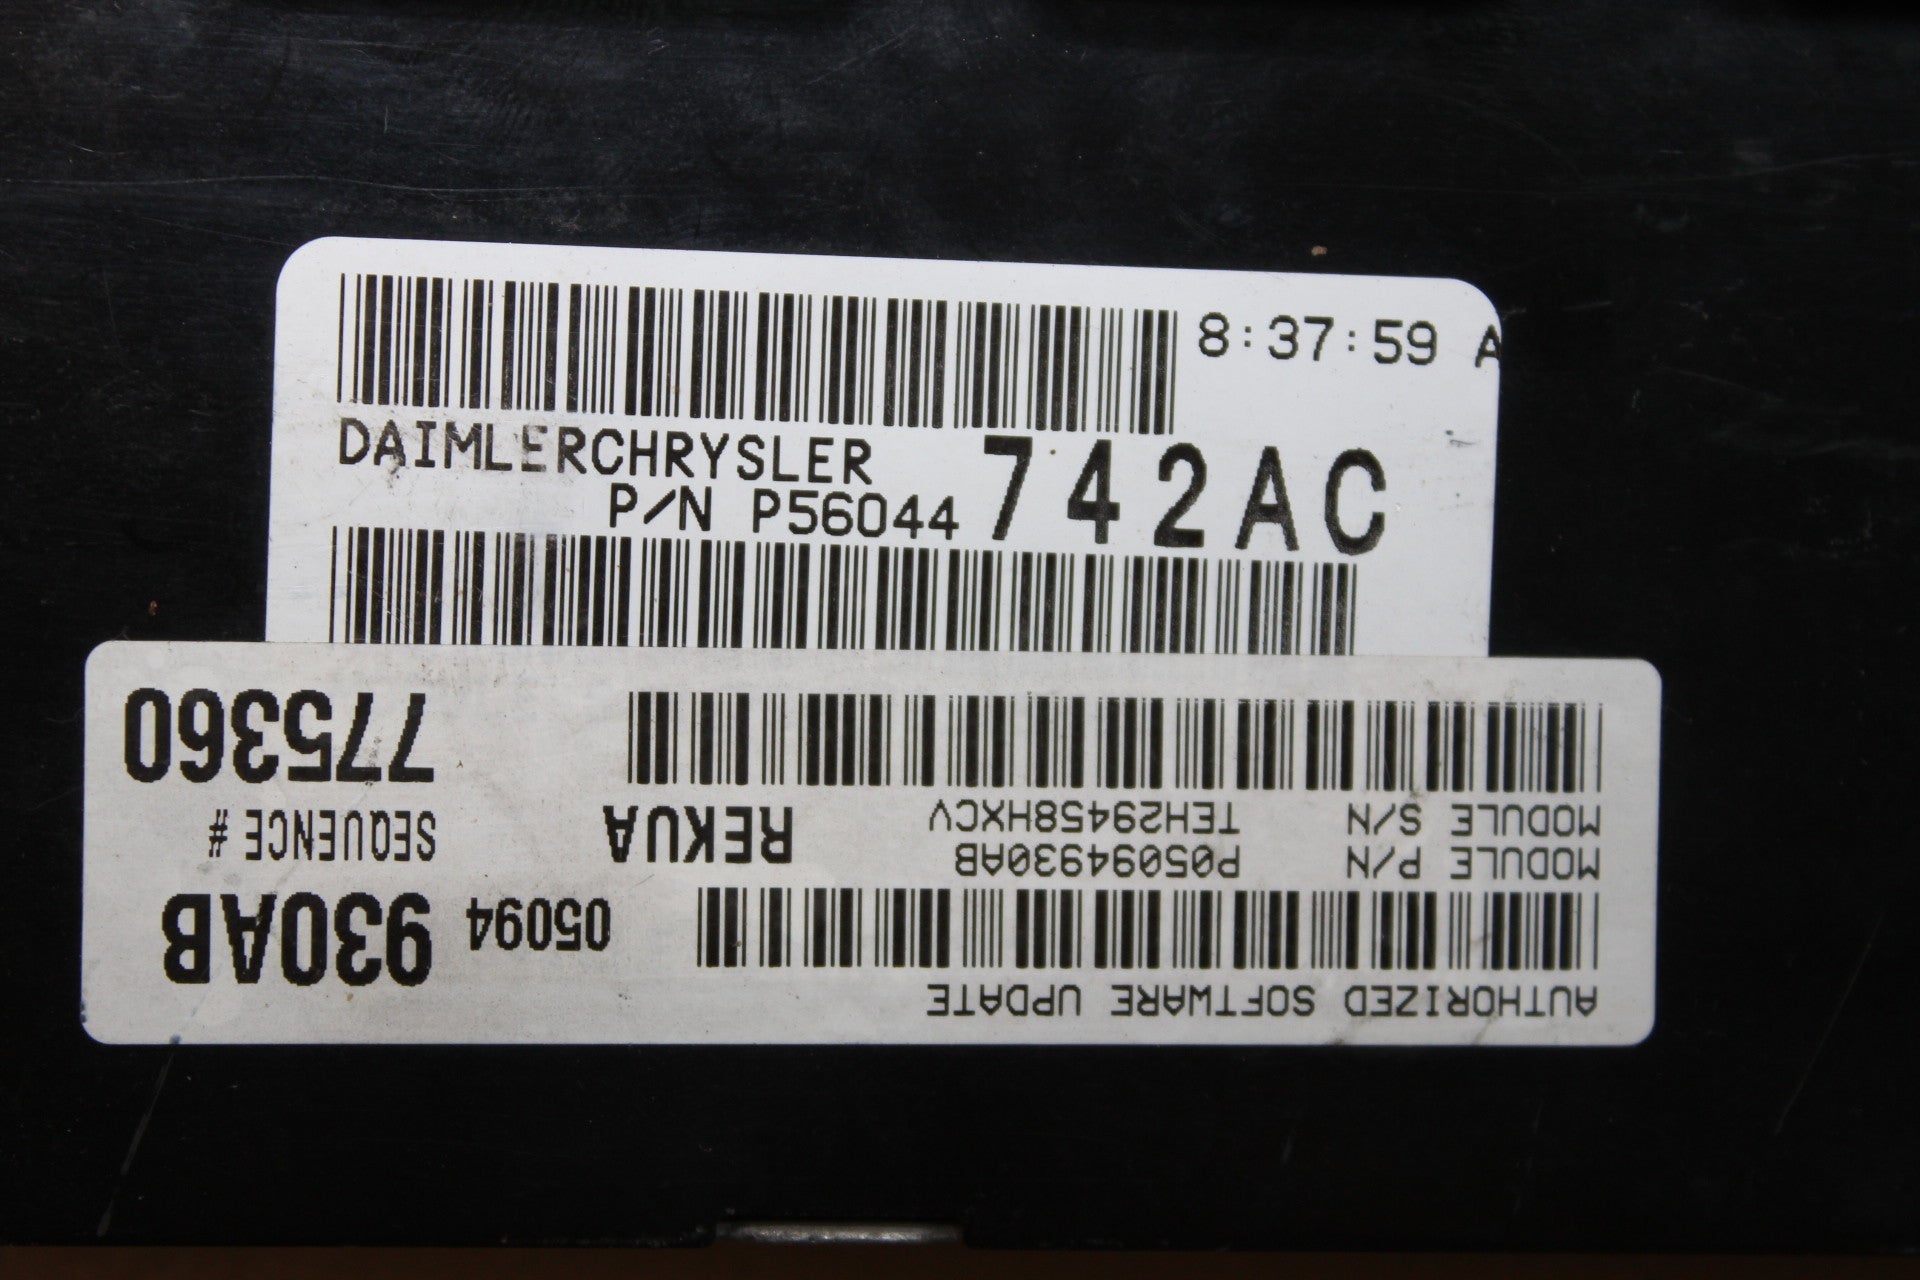 8:37:59 A
DAIMLERCHRYSLER
P/N P56044 742AC
AUTHORIZED SOFTWARE UPDATE
05094 930AB
MODULE P/N P05094930AB
MODULE S/N TEH29458HXCV
REKUA
SEQUENCE #
775360